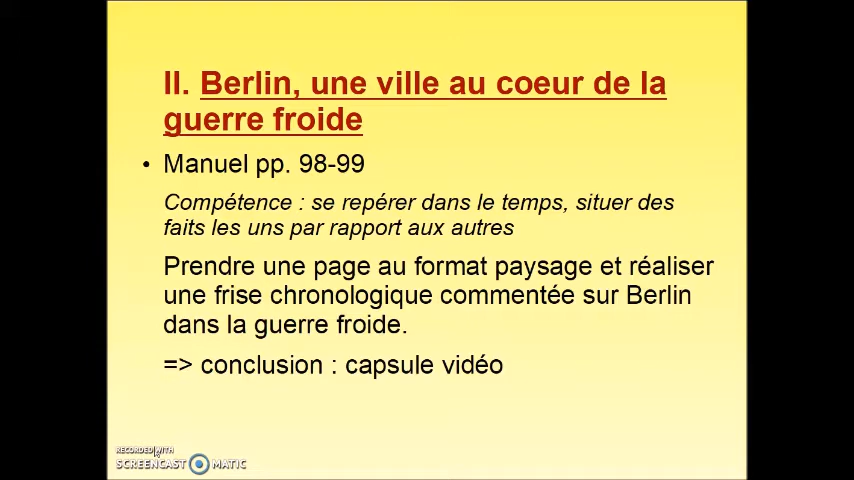 II. Berlin, une ville au coeur de la
guerre froide
• Manuel pp. 98-99
Compétence : se repérer dans le temps, situer des
faits les uns par rapport aux autres
Prendre une page au format paysage et réaliser
une frise chronologique commentée sur Berlin
dans la guerre froide.
=> conclusion : capsule vidéo
RECORDED WITH
SCREENCAST MATIC